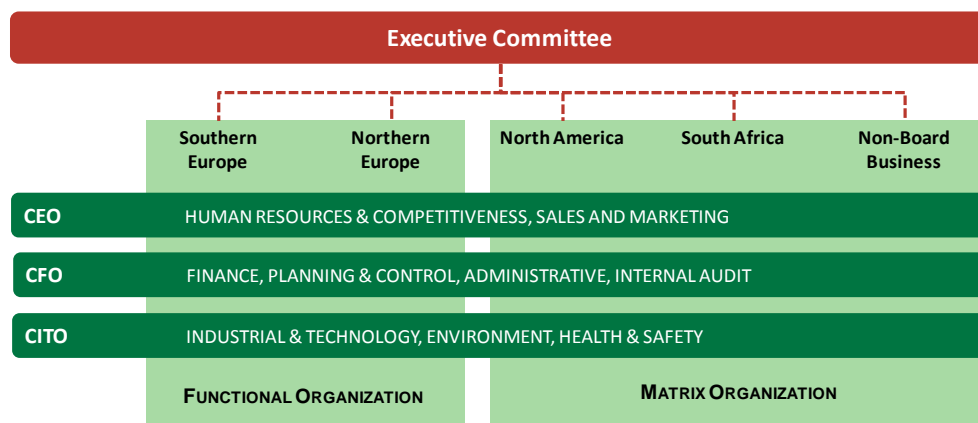 Executive Committee
Southern Europe
Northern Europe
North America
South Africa
Non-Board Business
CEO HUMAN RESOURCES & COMPETITIVENESS, SALES AND MARKETING
CFO FINANCE, PLANNING & CONTROL, ADMINISTRATIVE, INTERNAL AUDIT
CITO INDUSTRIAL & TECHNOLOGY, ENVIRONMENT, HEALTH & SAFETY
FUNCTIONAL ORGANIZATION
MATRIX ORGANIZATION